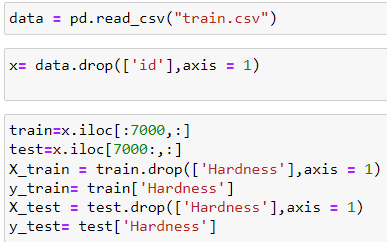 data = pd.read_csv("train.csv")
x= data.drop(['id'],axis = 1)
train=x.iloc[:7000,:]
test=x.iloc[7000:,:]
X_train = train.drop(['Hardness'],axis = 1)
y_train= train['Hardness']
X_test = test.drop(['Hardness'],axis = 1)
y_test= test['Hardness']